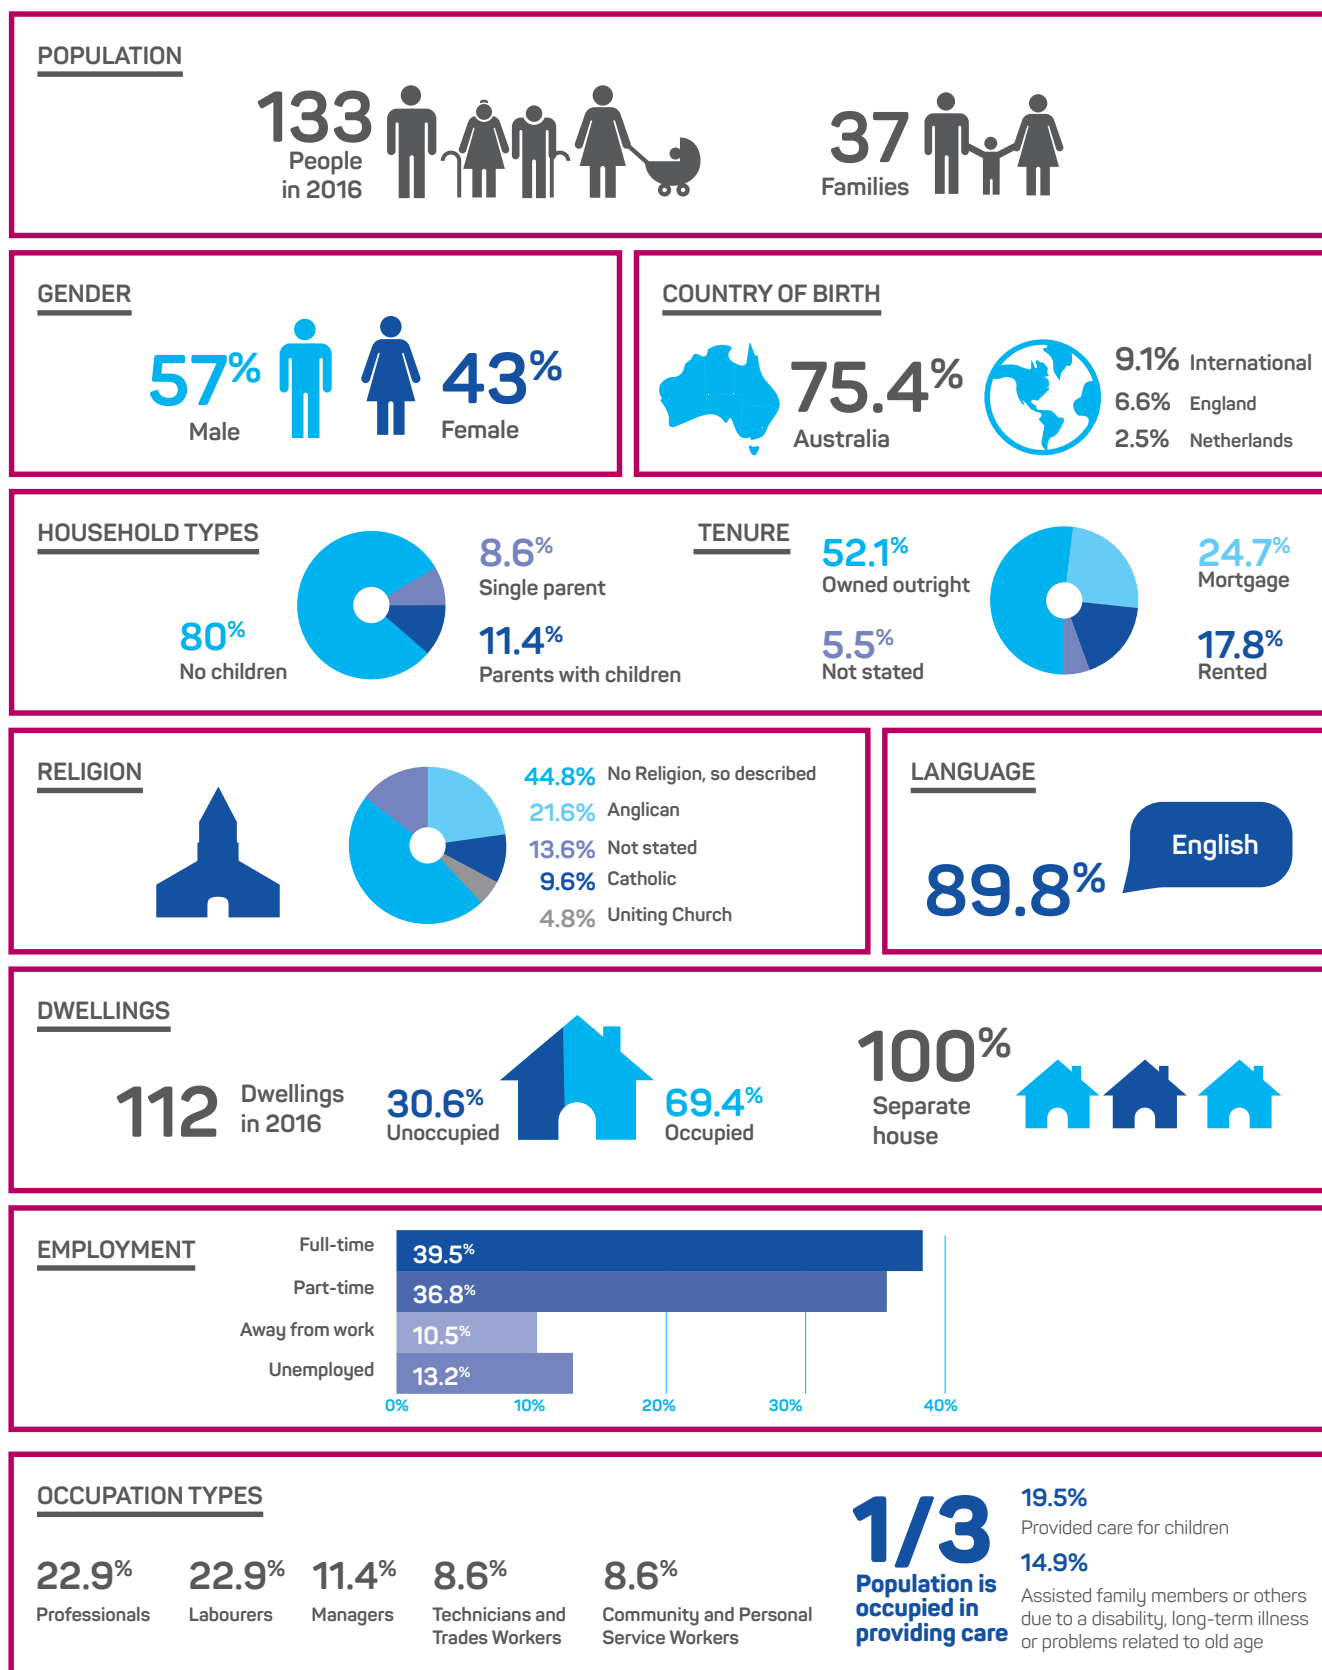 POPULATION
133
People
in 2016
37
Families
GENDER
57%
Male
43%
Female
COUNTRY OF BIRTH
75.4%
Australia
9.1% International
6.6% England
2.5% Netherlands
HOUSEHOLD TYPES
80%
No children
8.6%
Single parent
11.4%
Parents with children
TENURE
52.1%
Owned outright
5.5%
Not stated
24.7%
Mortgage
17.8%
Rented
RELIGION
44.8% No Religion, so described
21.6% Anglican
13.6% Not stated
9.6% Catholic
4.8% Uniting Church
LANGUAGE
89.8%
English
DWELLINGS
112
Dwellings
in 2016
30.6%
Unoccupied
69.4%
Occupied
100%
Separate
house
EMPLOYMENT
Full-time 39.5%
Part-time 36.8%
Away from work 10.5%
Unemployed 13.2%
0% 10% 20% 30% 40%
OCCUPATION TYPES
22.9%
Professionals
22.9%
Labourers
11.4%
Managers
8.6%
Technicians and
Trades Workers
8.6%
Community and Personal
Service Workers
1/3
Population is
occupied in
providing care
19.5%
Provided care for children
14.9%
Assisted family members or others
due to a disability, long-term illness
or problems related to old age